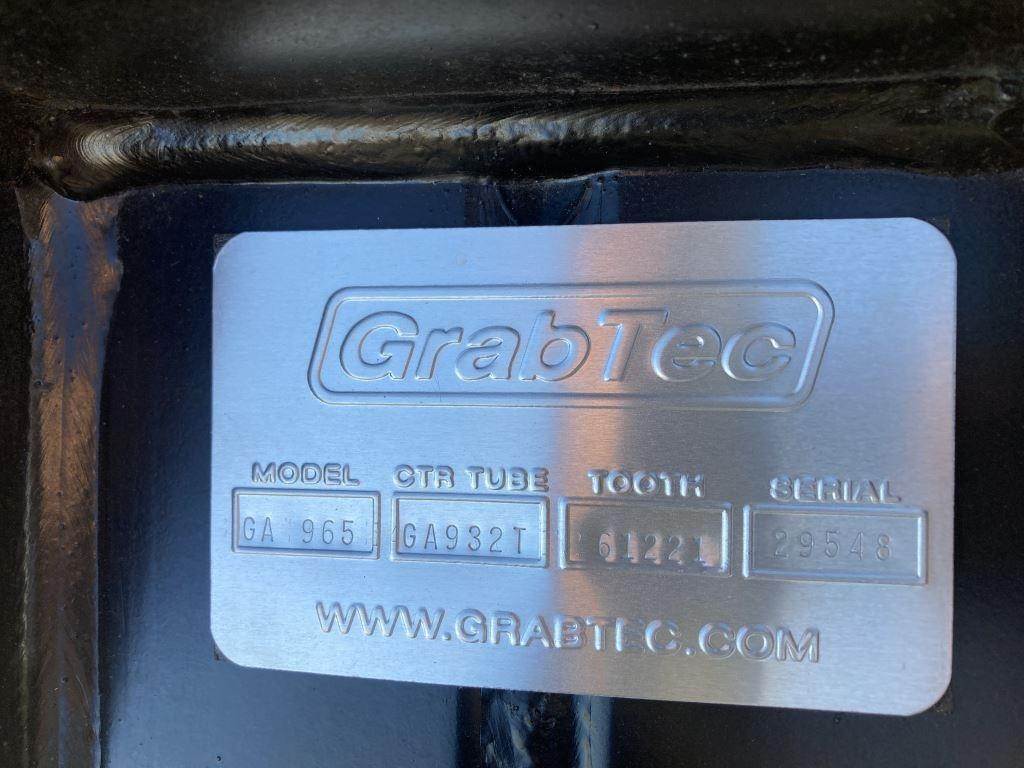 GrabTec
MODEL CTR TUBE TOOTH SERIAL
GA 965 GA932T 61221 29548
WWW.GRABTEC.COM